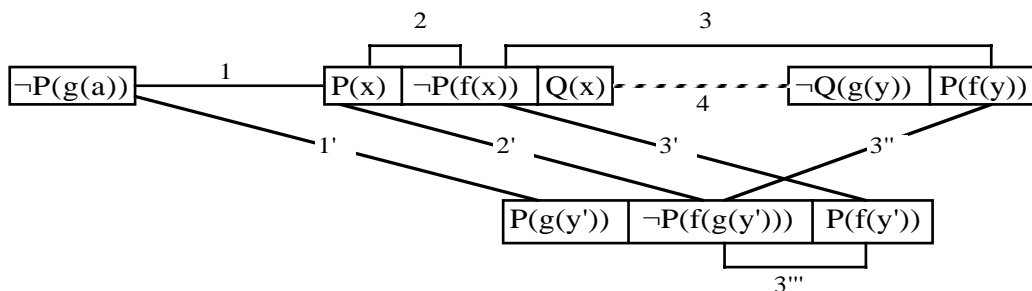 2 3
¬P(g(a)) 1 P(x) ¬P(f(x)) Q(x) 4 ¬Q(g(y)) P(f(y))
1' 2' 3' 3''
P(g(y')) ¬P(f(g(y'))) P(f(y'))
3'''